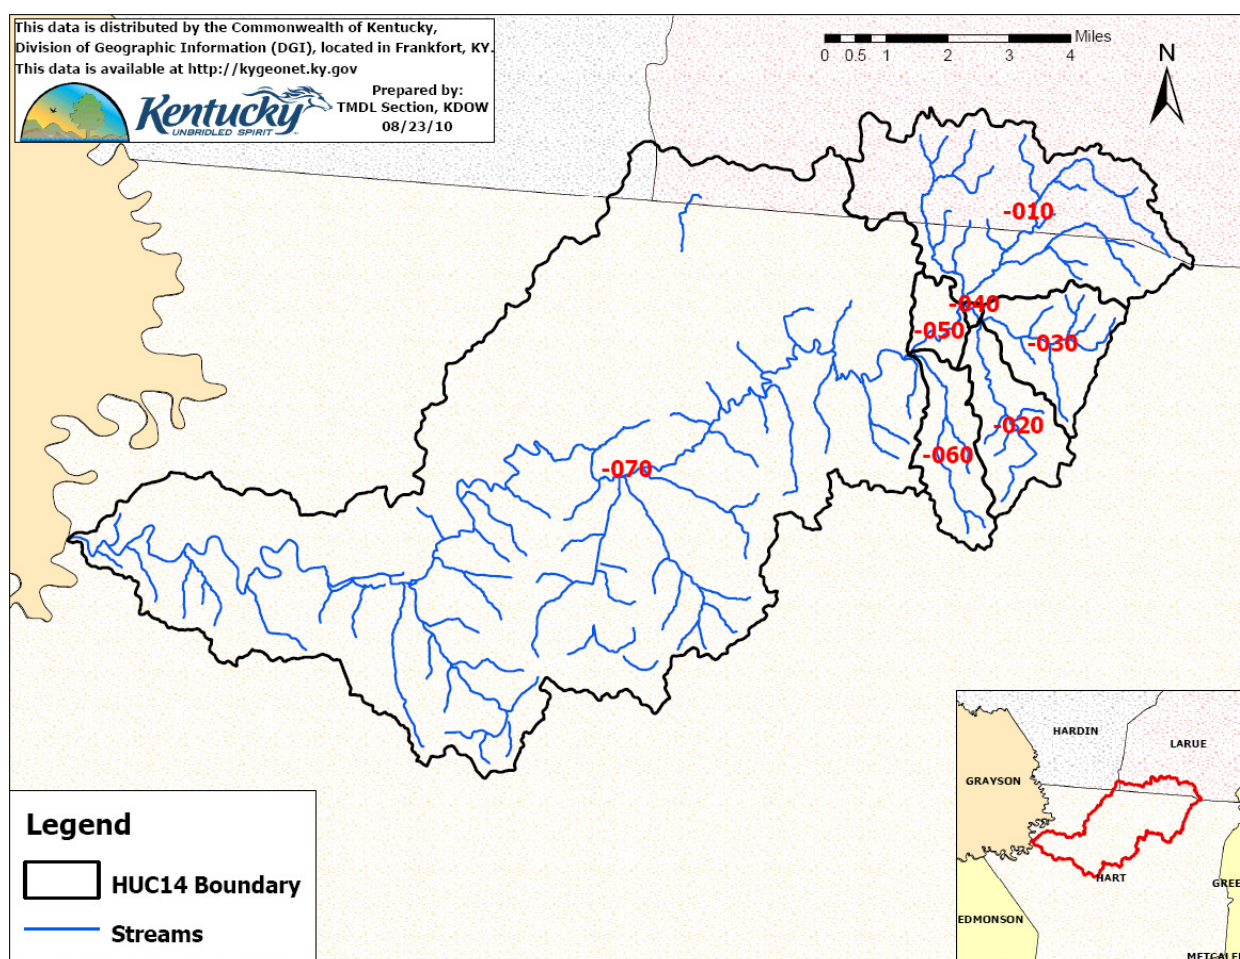 This data is distributed by the Commonwealth of Kentucky,
Division of Geographic Information (DGI), located in Frankfort, KY.
This data is available at http://kygeonet.ky.gov
Kentucky
UNBRIDLED SPIRIT
Prepared by:
TMDL Section, KDOW
08/23/10
0 0.5 1 2 3 4 Miles
N
-010
-040
-050
-030
-020
-060
-070
Legend
HUC14 Boundary
Streams
HARDIN
LARUE
GRAYSON
HART
GREE
EDMONSON
METCALFE